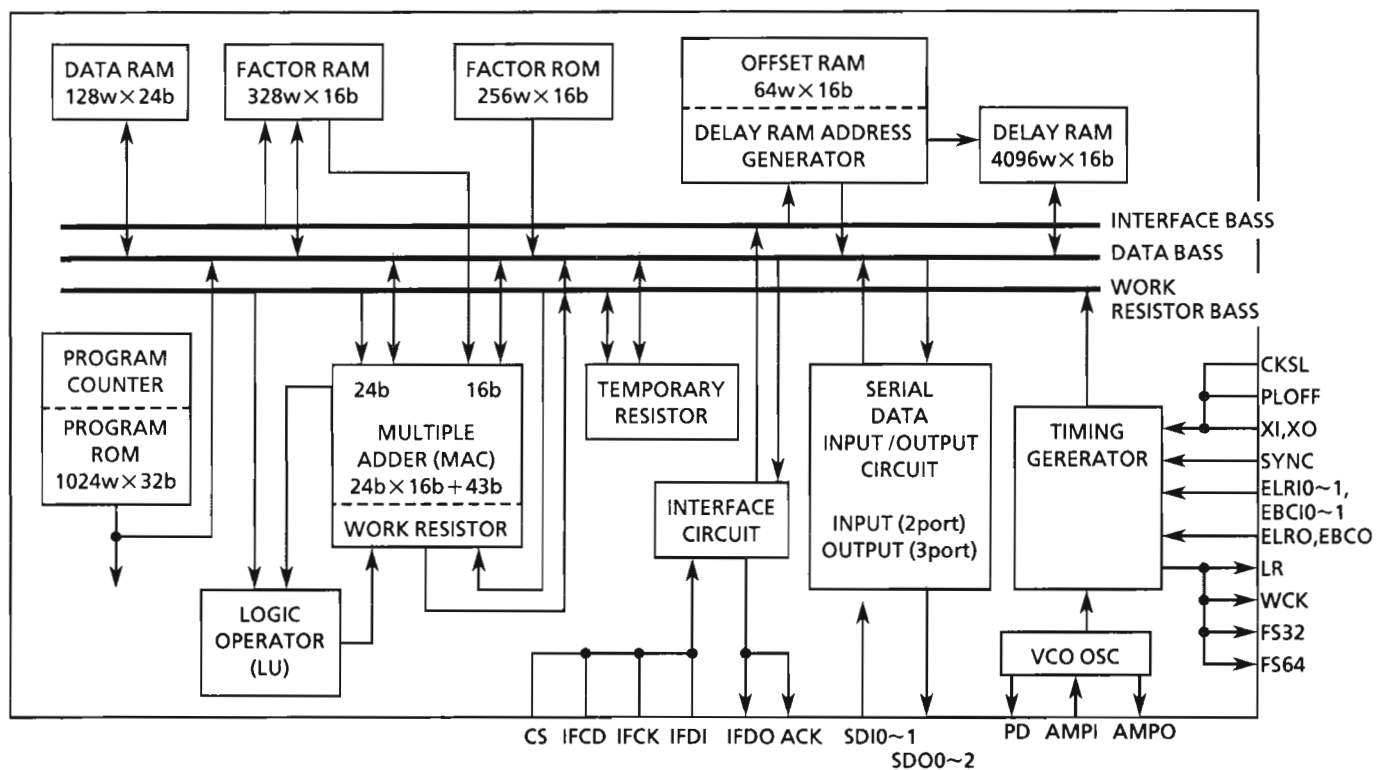 DATA RAM
128w×24b
FACTOR RAM
328w×16b
FACTOR ROM
256w×16b
OFFSET RAM
64w×16b
DELAY RAM ADDRESS
GENERATOR
DELAY RAM
4096w×16b
INTERFACE BASS
DATA BASS
WORK
RESISTOR BASS
PROGRAM
COUNTER
PROGRAM
ROM
1024w×32b
24b 16b
MULTIPLE
ADDER (MAC)
24b×16b+43b
WORK RESISTOR
TEMPORARY
RESISTOR
LOGIC
OPERATOR
(LU)
INTERFACE
CIRCUIT
SERIAL
DATA
INPUT /OUTPUT
CIRCUIT
INPUT (2port)
OUTPUT (3port)
TIMING
GERERATOR
VCO OSC
CKSL
PLOFF
XI,XO
SYNC
ELRI0~1,
EBCI0~1
ELRO,EBCO
LR
WCK
FS32
FS64
CS IFCD IFCK IFDI IFDO ACK SDI0~1 PD AMPI AMPO
SDO0~2